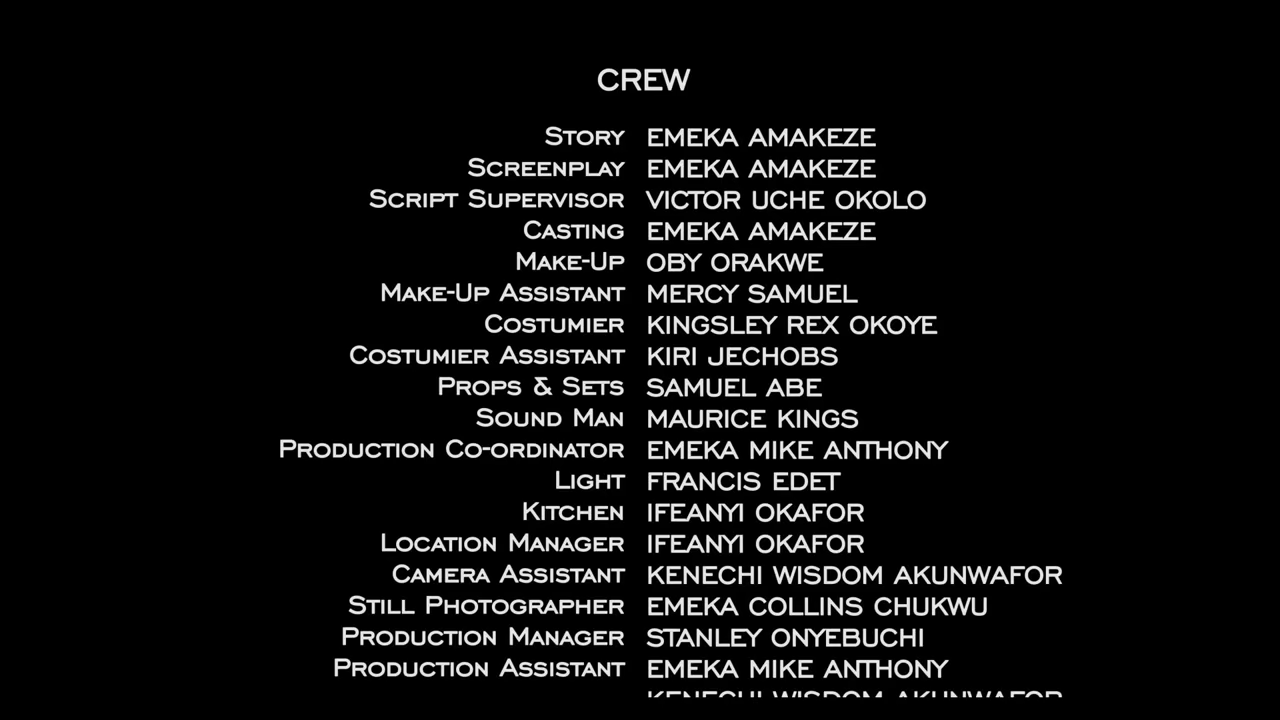 CREW
Story EMEKA AMAKEZE
Screenplay EMEKA AMAKEZE
Script Supervisor VICTOR UCHE OKOLO
Casting EMEKA AMAKEZE
Make-Up OBY ORAKWE
Make-Up Assistant MERCY SAMUEL
Costumier KINGSLEY REX OKOYE
Costumier Assistant KIRI JECHOBS
Props & Sets SAMUEL ABE
Sound Man MAURICE KINGS
Production Co-ordinator EMEKA MIKE ANTHONY
Light FRANCIS EDET
Kitchen IFEANYI OKAFOR
Location Manager IFEANYI OKAFOR
Camera Assistant KENECHI WISDOM AKUNWAFOR
Still Photographer EMEKA COLLINS CHUKWU
Production Manager STANLEY ONYEBUCHI
Production Assistant EMEKA MIKE ANTHONY
KENECHI WISDOM AKUNWAFOR